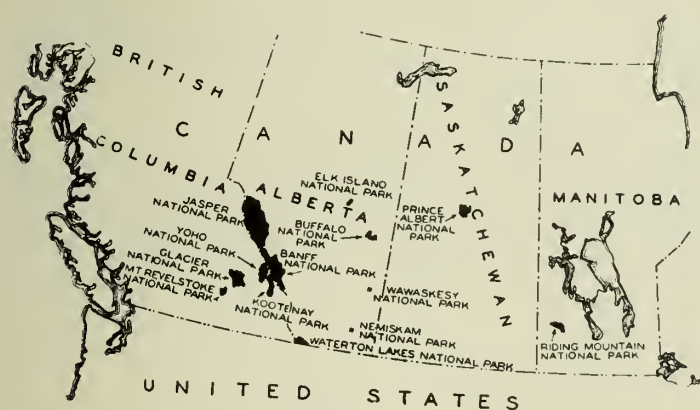 BRITISH
COLUMBIA
CANADA
ALBERTA
SASKATCHEWAN
MANITOBA
ELK ISLAND
NATIONAL PARK
JASPER
NATIONAL PARK
BUFFALO
NATIONAL
PARK
PRINCE
ALBERT
NATIONAL
PARK
YOHO
NATIONAL PARK
BANFF
NATIONAL PARK
GLACIER
NATIONAL PARK
MT REVELSTOKE
NATIONAL PARK
WAWASKESY
NATIONAL PARK
KOOTENAY
NATIONAL PARK
NEMISKAM
NATIONAL PARK
WATERTON LAKES NATIONAL PARK
RIDING MOUNTAIN
NATIONAL PARK
UNITED STATES